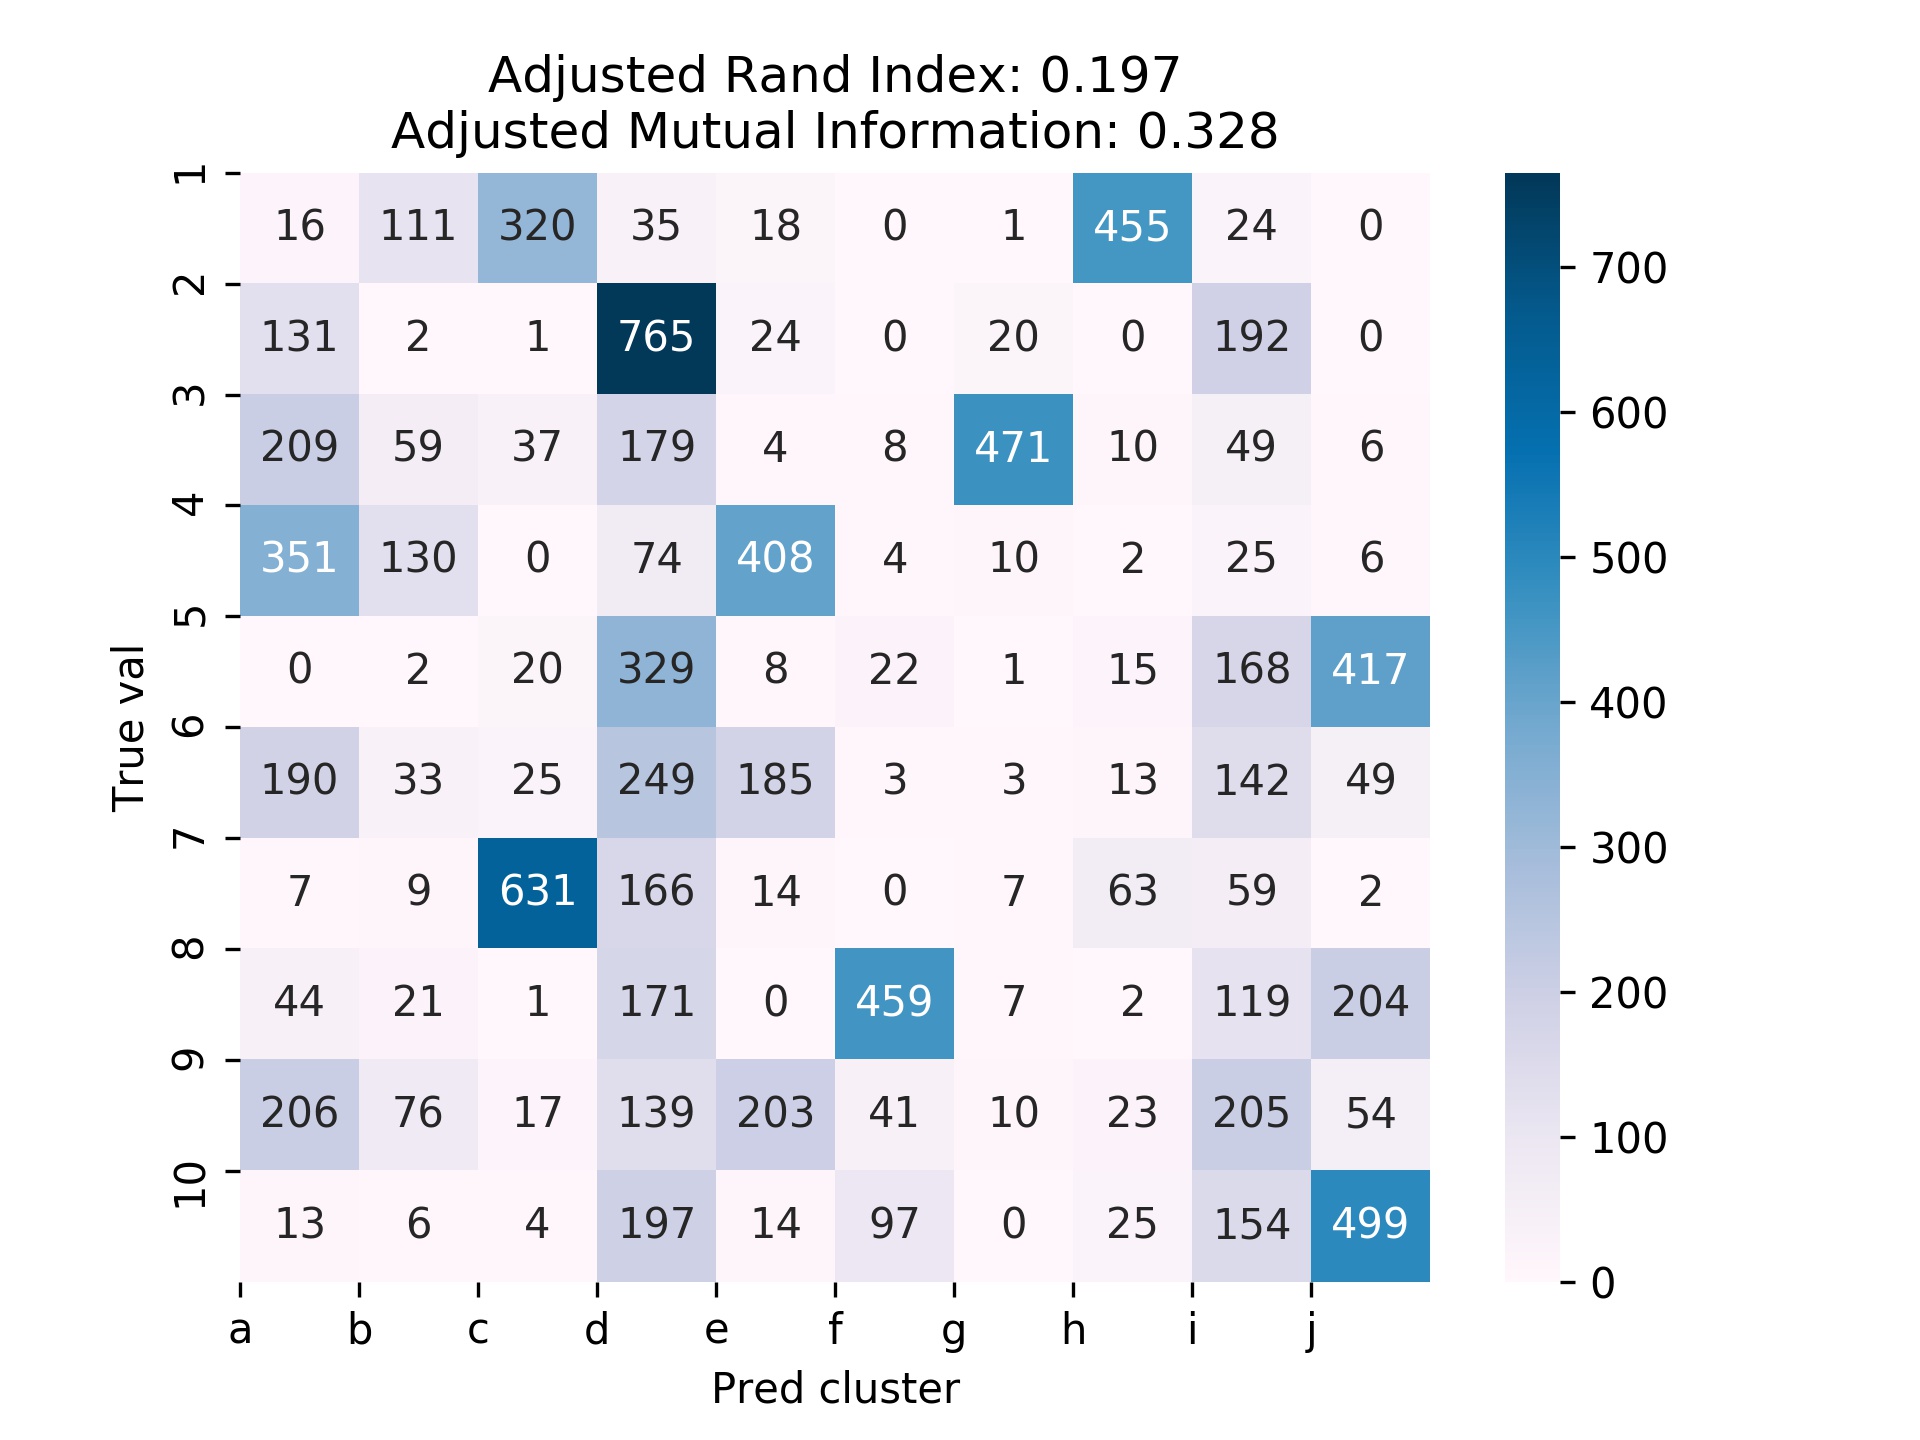 Adjusted Rand Index: 0.197
Adjusted Mutual Information: 0.328
1
16 111 320 35 18 0 1 455 24 0
2
131 2 1 765 24 0 20 0 192 0
3
209 59 37 179 4 8 471 10 49 6
4
351 130 0 74 408 4 10 2 25 6
5
0 2 20 329 8 22 1 15 168 417
6
190 33 25 249 185 3 3 13 142 49
7
7 9 631 166 14 0 7 63 59 2
8
44 21 1 171 0 459 7 2 119 204
9
206 76 17 139 203 41 10 23 205 54
10
13 6 4 197 14 97 0 25 154 499
True val
a b c d e f g h i j
Pred cluster
700
600
500
400
300
200
100
0